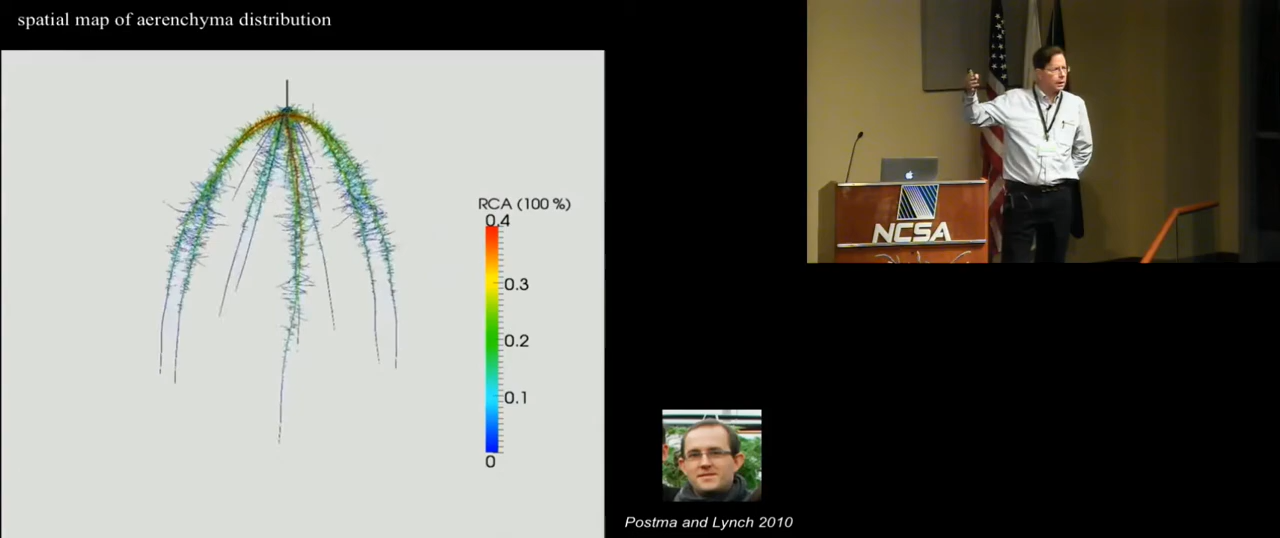 spatial map of aerenchyma distribution
RCA (100 %)
0.4
0.3
0.2
0.1
0
NCSA
Postma and Lynch 2010